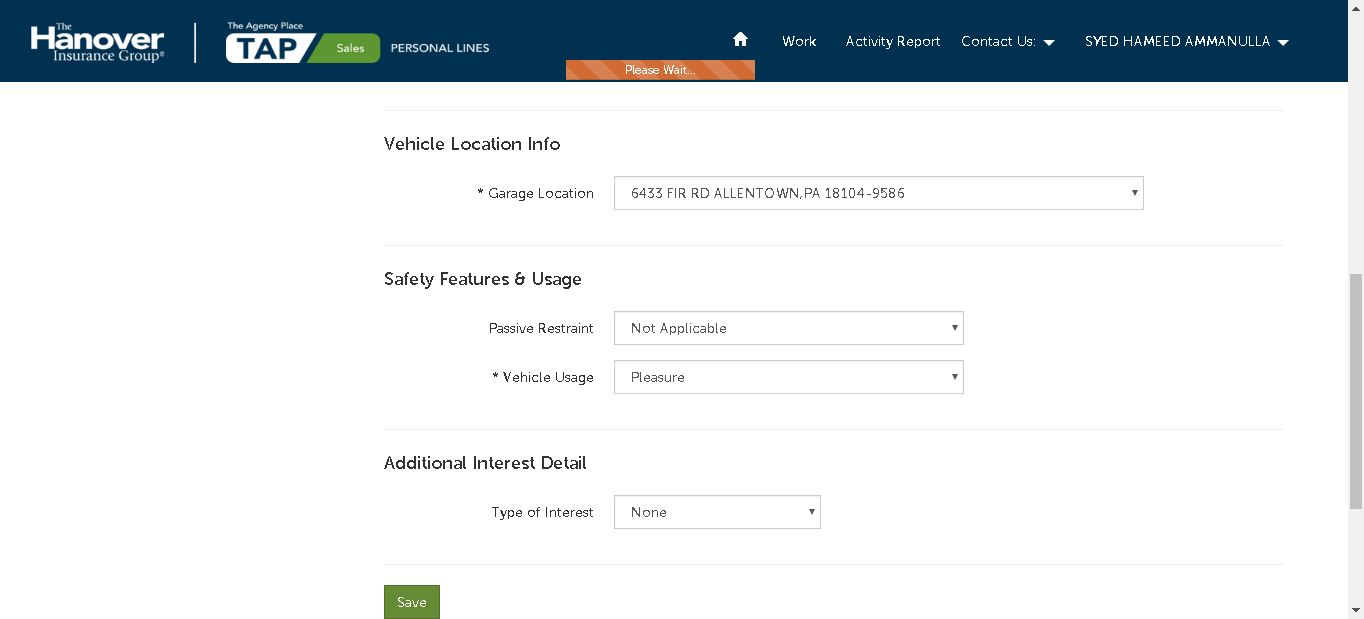 The
Hanover
Insurance Group®
The Agency Place
TAP Sales PERSONAL LINES
Work Activity Report Contact Us: SYED HAMEED AMMANULLA
Please Wait...
Vehicle Location Info
* Garage Location 6433 FIR RD ALLENTOWN,PA 18104-9586
Safety Features & Usage
Passive Restraint Not Applicable
* Vehicle Usage Pleasure
Additional Interest Detail
Type of Interest None
Save